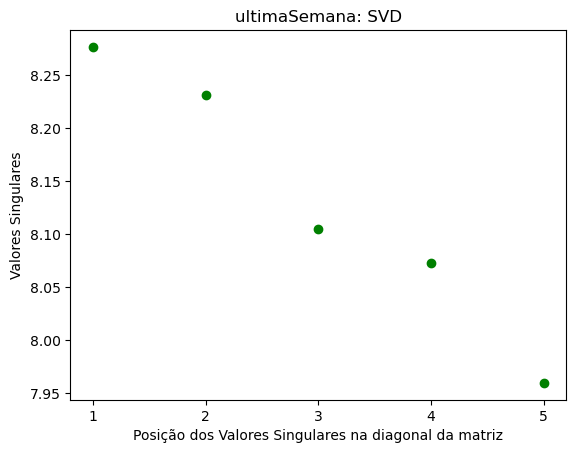 ultimaSemana: SVD
Valores Singulares
8.25
8.20
8.15
8.10
8.05
8.00
7.95
1 2 3 4 5
Posição dos Valores Singulares na diagonal da matriz